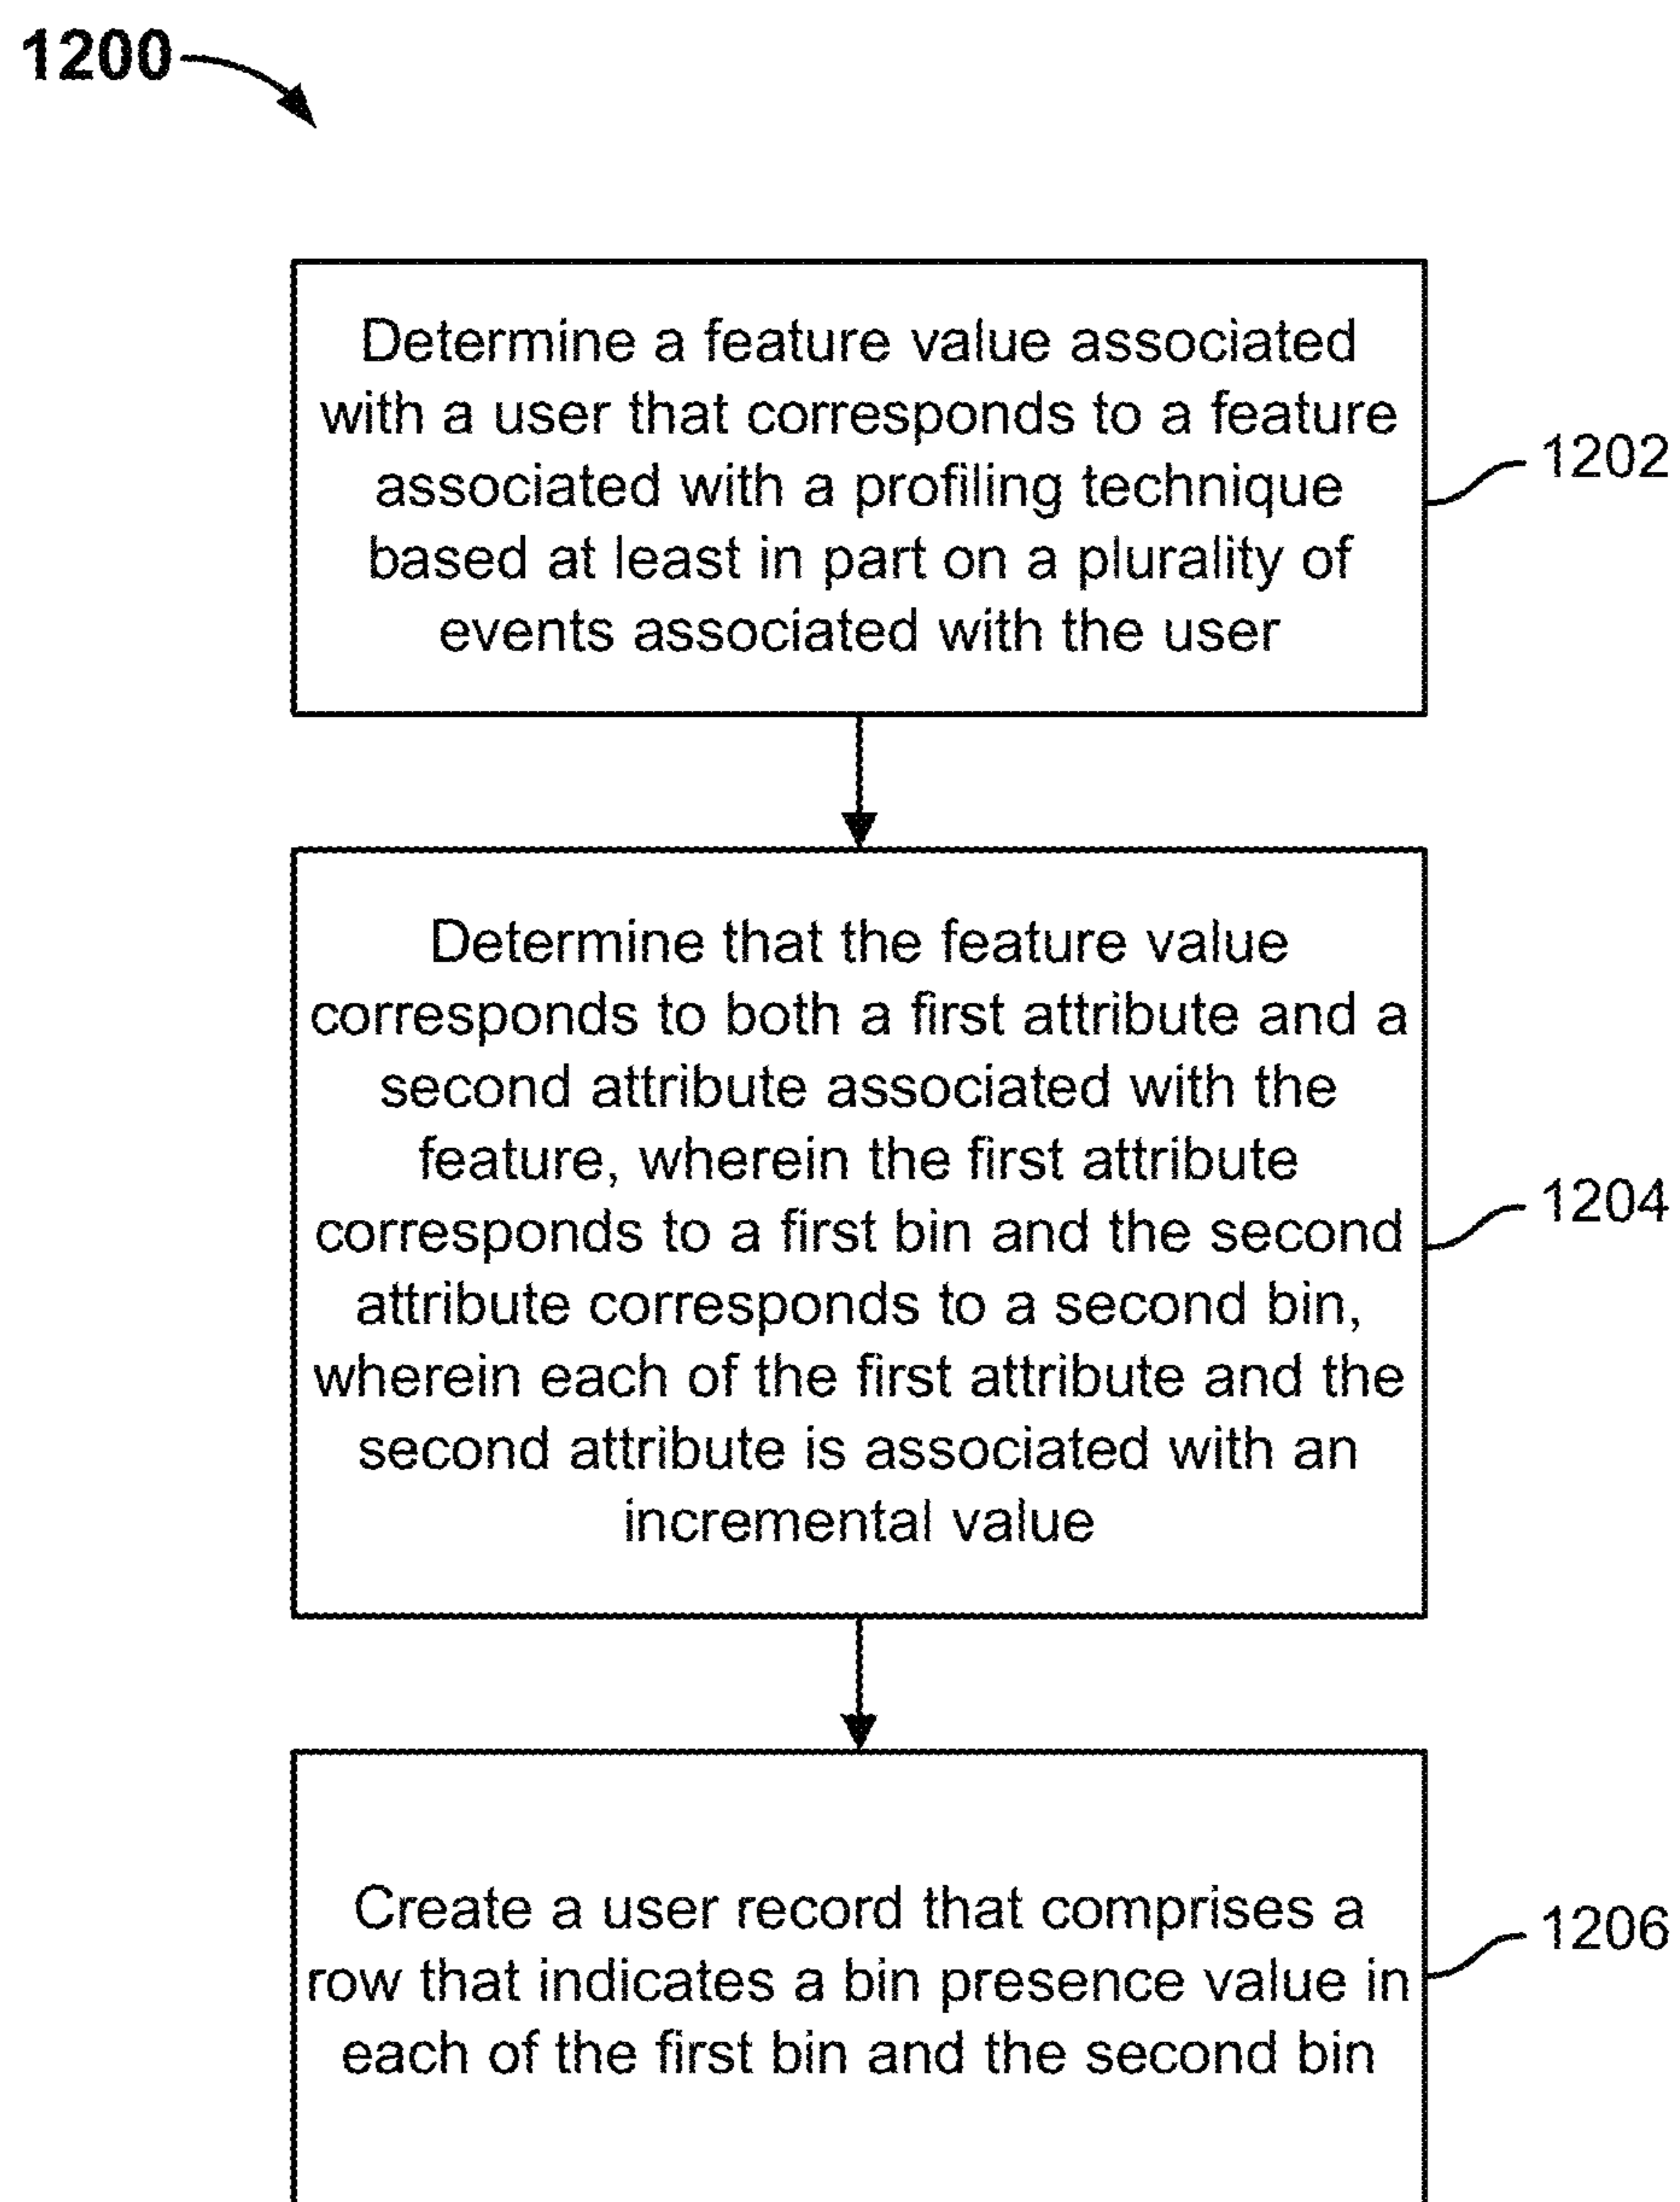 1200
Determine a feature value associated
with a user that corresponds to a feature
associated with a profiling technique
based at least in part on a plurality of
events associated with the user
1202
Determine that the feature value
corresponds to both a first attribute and a
second attribute associated with the
feature, wherein the first attribute
corresponds to a first bin and the second
attribute corresponds to a second bin,
wherein each of the first attribute and the
second attribute is associated with an
incremental value
1204
Create a user record that comprises a
row that indicates a bin presence value in
each of the first bin and the second bin
1206